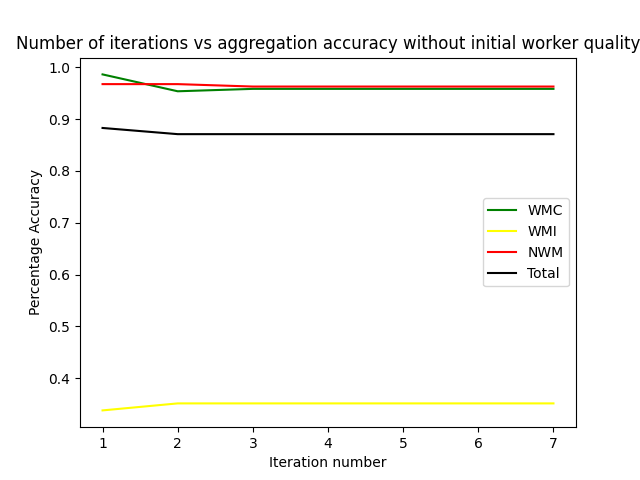 Number of iterations vs aggregation accuracy without initial worker quality
1.0
0.9
0.8
0.7
0.6
0.5
0.4
Percentage Accuracy
WMC
WMI
NWM
Total
1 2 3 4 5 6 7
Iteration number